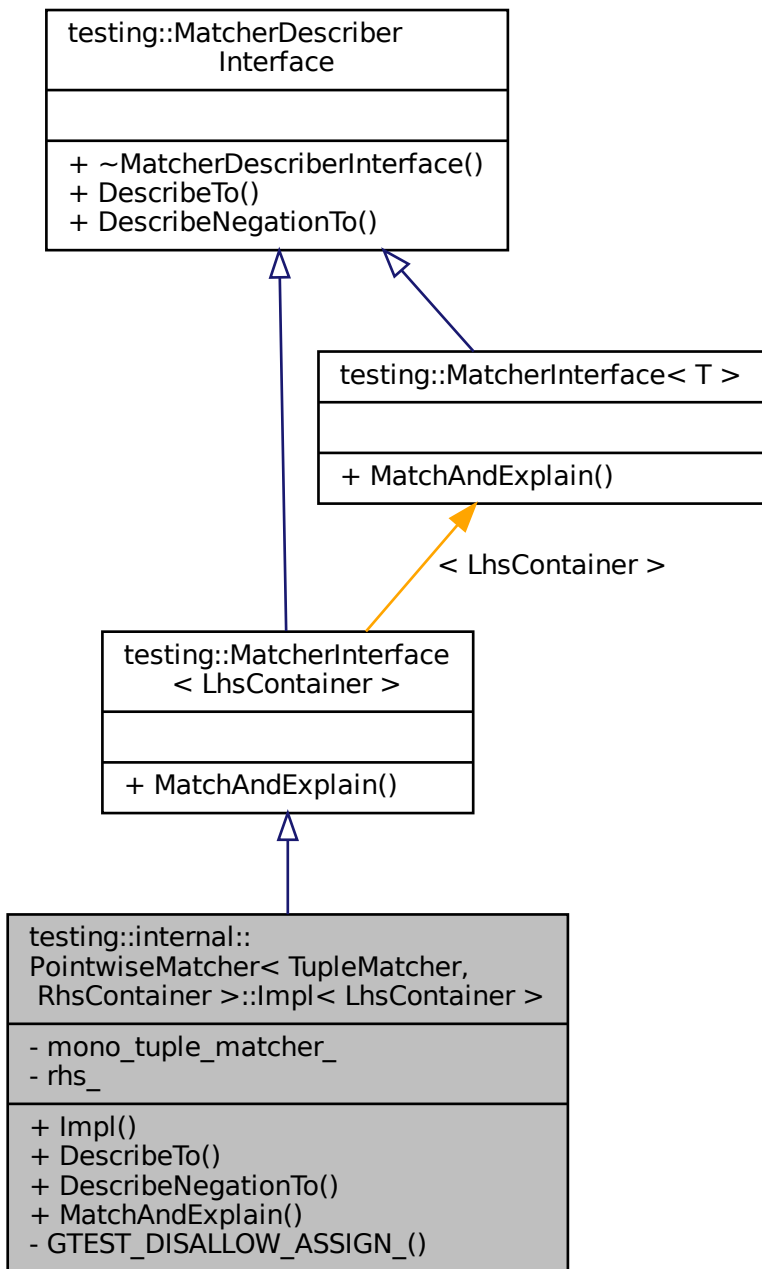 testing::MatcherDescriber
Interface
+ ~MatcherDescriberInterface()
+ DescribeTo()
+ DescribeNegationTo()
testing::MatcherInterface< T >
+ MatchAndExplain()
< LhsContainer >
testing::MatcherInterface
< LhsContainer >
+ MatchAndExplain()
testing::internal::
PointwiseMatcher< TupleMatcher,
RhsContainer >::Impl< LhsContainer >
- mono_tuple_matcher_
- rhs_
+ Impl()
+ DescribeTo()
+ DescribeNegationTo()
+ MatchAndExplain()
- GTEST_DISALLOW_ASSIGN_()